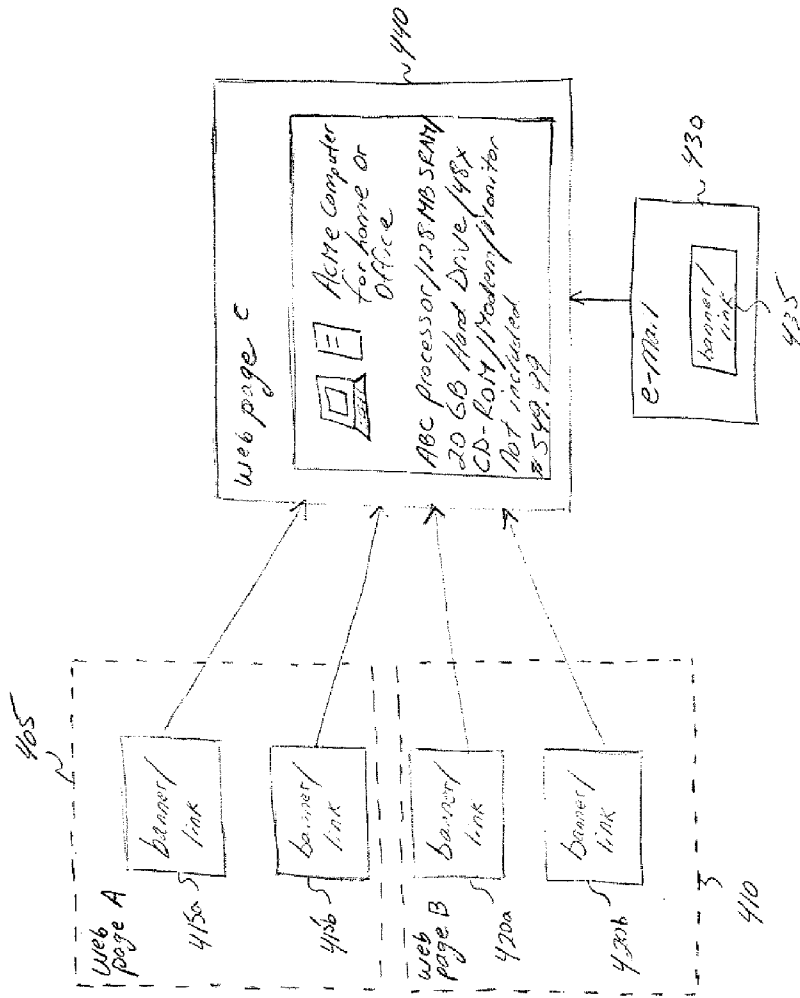 405
Web
page A
banner/
link
415a
banner/
link
415b
Web
page B
banner/
link
420a
banner/
link
420b
410
Web page C
440
Acme Computer
for home or
Office
ABC processor/128 MB SRAM/
20 GB Hard Drive/48x
CD-ROM/Modem/Monitor
Not included
$549.99
e-mail
430
banner/
link
435